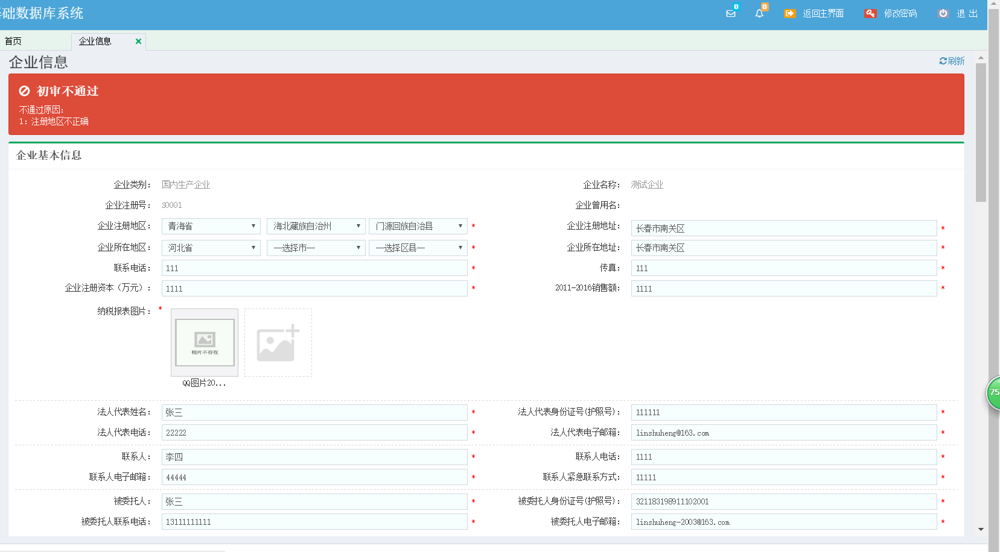 础数据库系统
0
0
返回主界面
修改密码
退 出
首页
企业信息
企业信息
刷新
初审不通过
不通过原因：
1：注册地区不正确
企业基本信息
企业类别： 国内生产企业
企业名称： 测试企业
企业注册号： S0001
企业曾用名：
企业注册地区： 青海省 海北藏族自治州 门源回族自治县 *
企业注册地址： 长春市南关区 *
企业所在地区： 河北省 —选择市— —选择区县— *
企业所在地址： 长春市南关区 *
联系电话： 111 *
传真： 111 *
企业注册资本（万元）： 1111 *
2011-2016销售额： 1111 *
纳税报表图片： *
相片不存在
QQ图片20...
法人代表姓名： 张三 *
法人代表身份证号(护照号)： 111111 *
法人代表电话： 22222 *
法人代表电子邮箱： linshuheng@163.com *
联系人： 李四 *
联系人电话： 1111 *
联系人电子邮箱： 44444 *
联系人紧急联系方式： 11111 *
被委托人： 张三 *
被委托人身份证号(护照号)： 321183198911102001 *
被委托人联系电话： 13111111111 *
被委托人电子邮箱： linshuheng-2003@163.com *
75